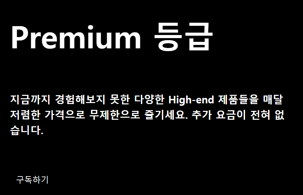 Premium 등급
지금까지 경험해보지 못한 다양한 High-end 제품들을 매달
저렴한 가격으로 무제한으로 즐기세요. 추가 요금이 전혀 없
습니다.
구독하기